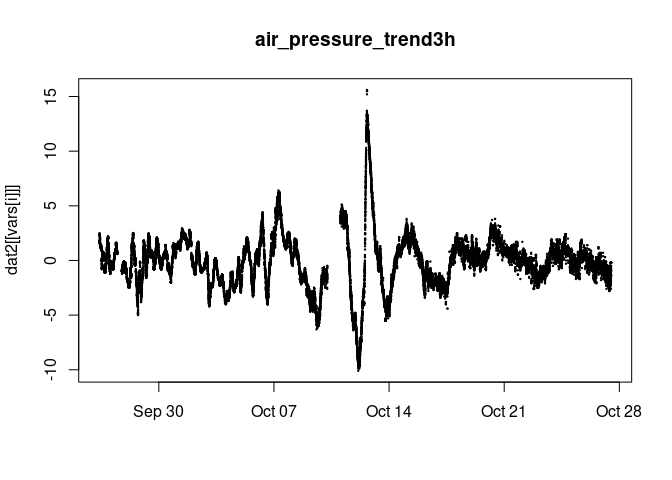 air_pressure_trend3h
dat2[[vars[i]]]
15
10
5
0
-5
-10
Sep 30
Oct 07
Oct 14
Oct 21
Oct 28